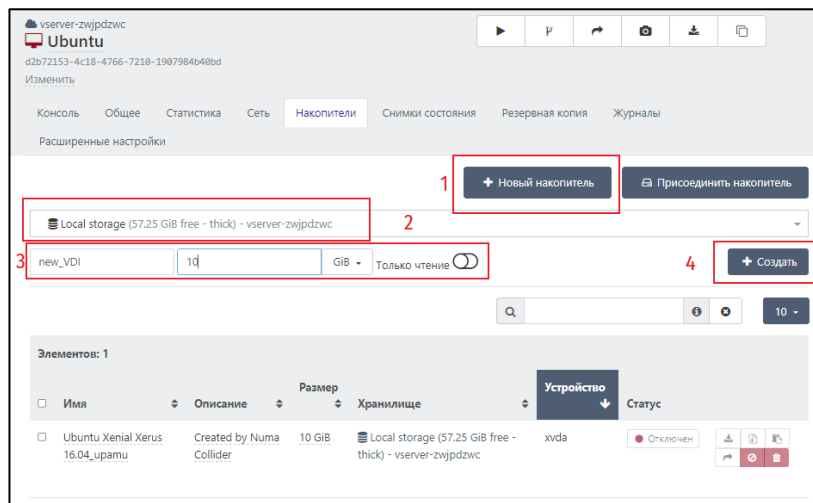 vserver-zwjpdzwc
Ubuntu
d2b72153-4c18-4766-7210-1907984b40bd
Изменить
Консоль Общее Статистика Сеть Накопители Снимки состояния Резервная копия Журналы
Расширенные настройки
1 + Новый накопитель Присоединить накопитель
Local storage (57.25 GiB free - thick) - vserver-zwjpdzwc 2
3 new_VDI 10 GiB Только чтение 4 + Создать
10
Элементов: 1
Имя Описание Размер Хранилище Устройство Статус
Ubuntu Xenial Xerus Created by Numa 10 GiB Local storage (57.25 GiB free - xvda Отключен
16.04_upamu Collider thick) - vserver-zwjpdzwc